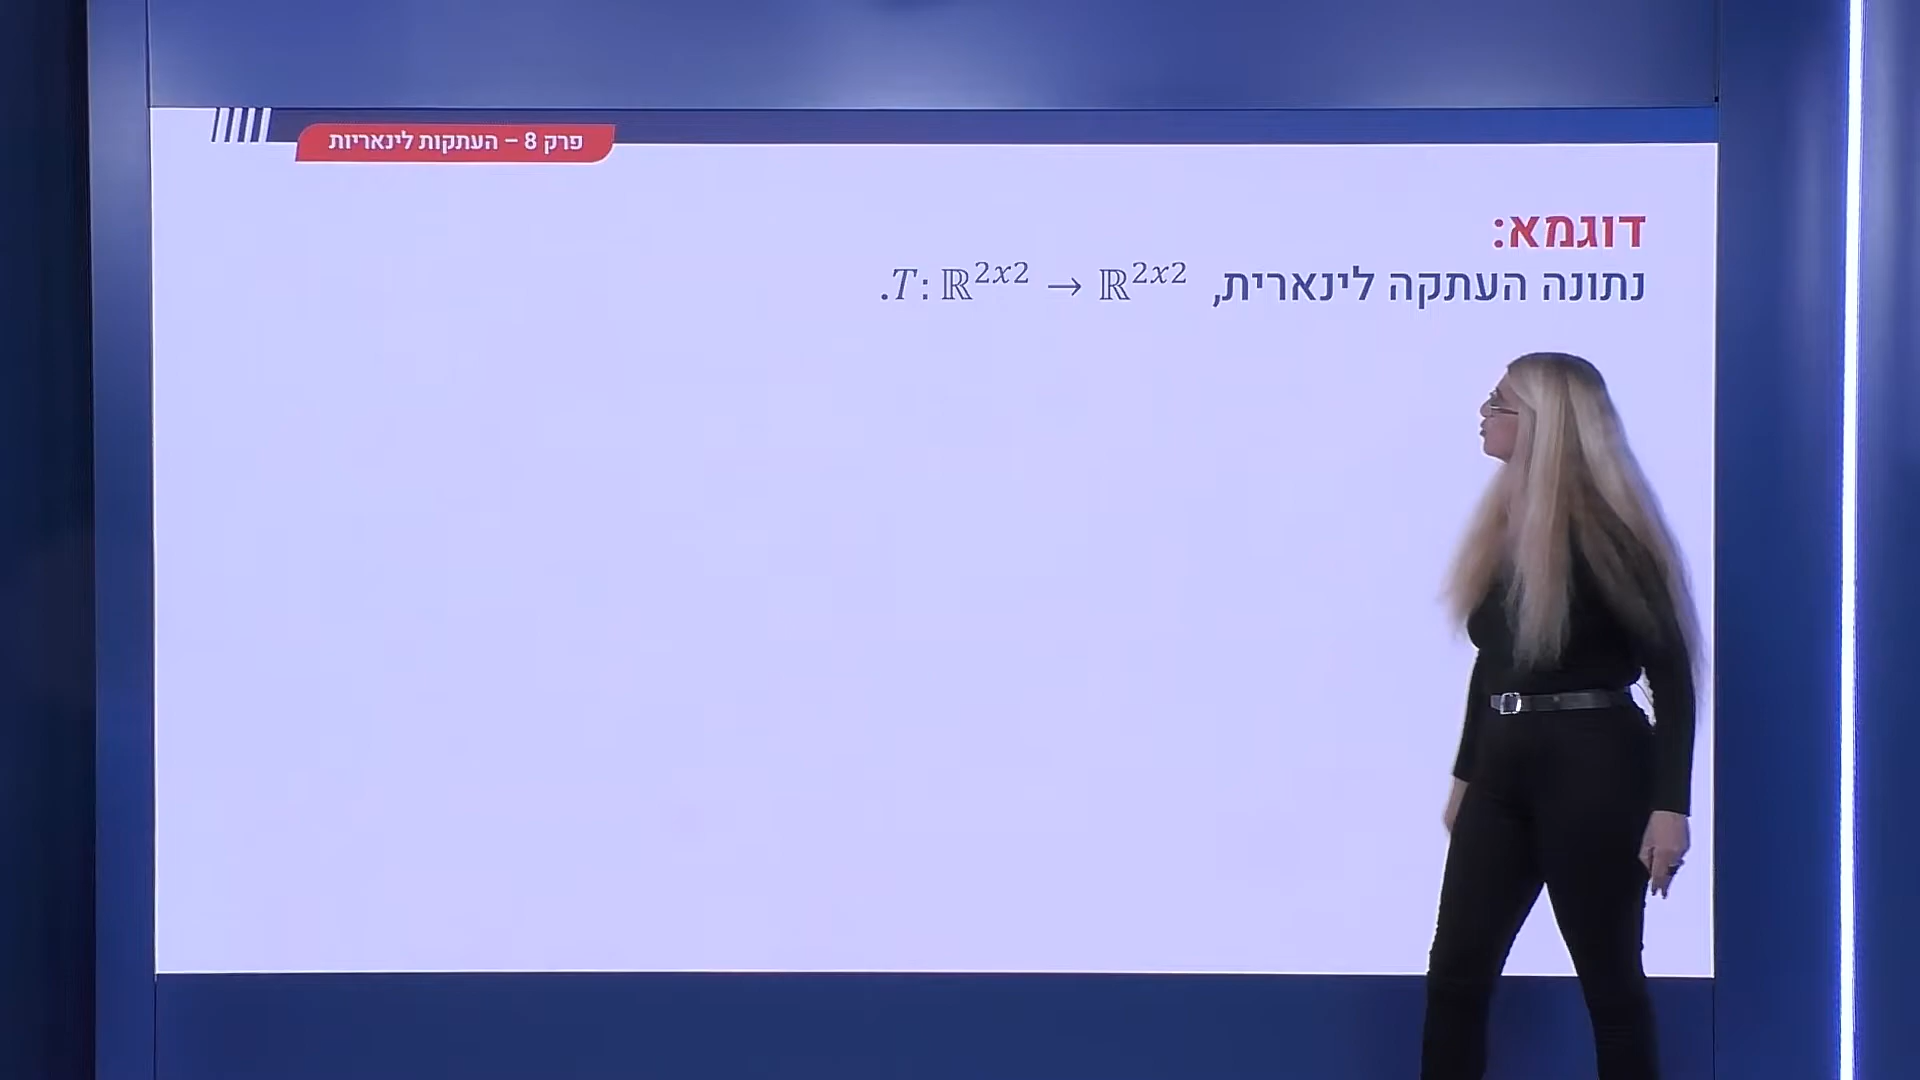 פרק 8 – העתקות לינאריות
דוגמא:
נתונה העתקה לינארית, T: ℝ^{2x2} → ℝ^{2x2}.